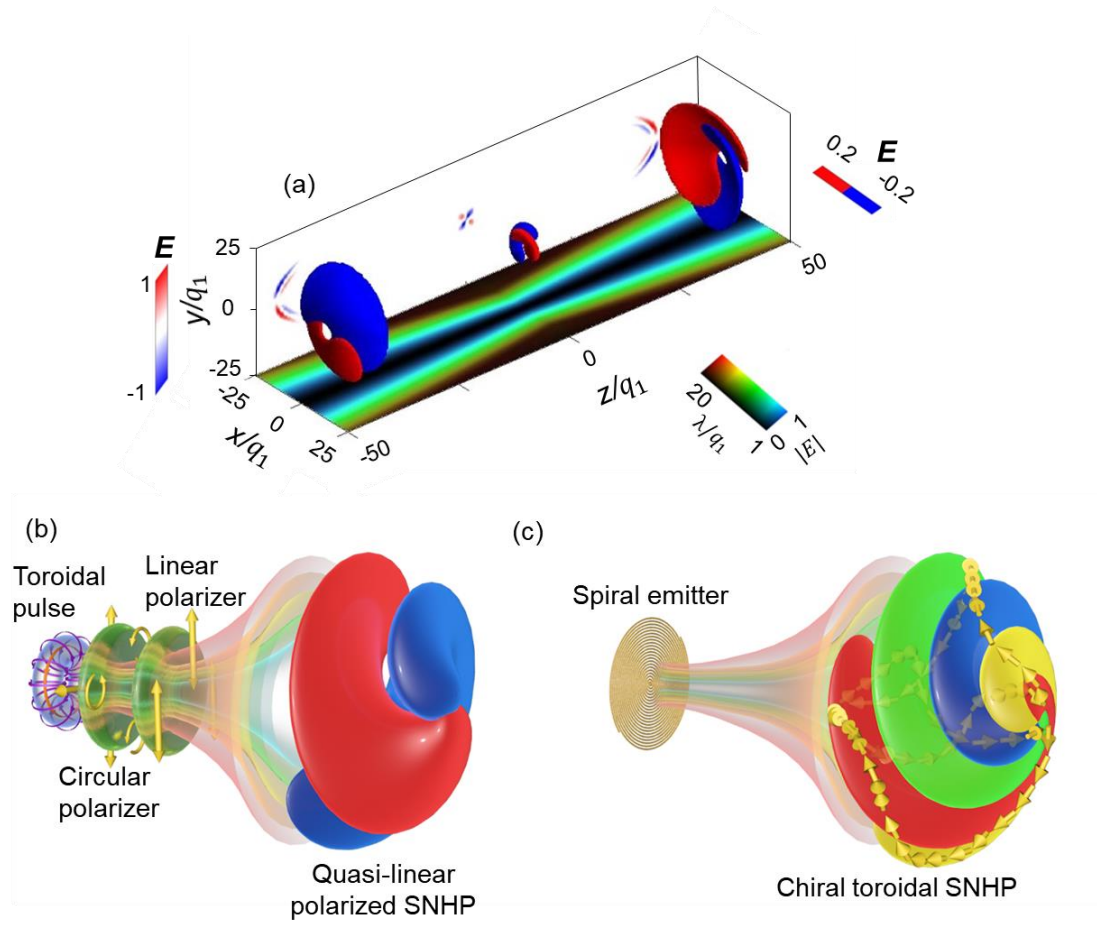 (a)
0.2
E
-0.2
E
1
-1
y/q₁
25
0
-25
-25
0
25
x/q₁
-50
0
50
z/q₁
20
1
λ/q₁
0
1
|E|
(b)
Toroidal
pulse
Linear
polarizer
Circular
polarizer
Quasi-linear
polarized SNHP
(c)
Spiral emitter
Chiral toroidal SNHP